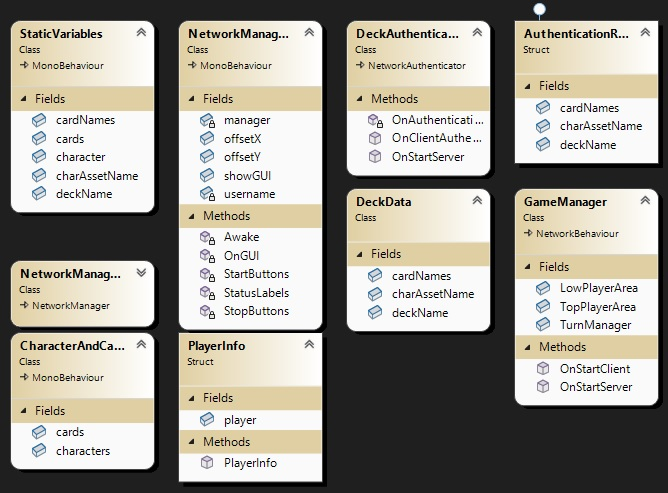 StaticVariables
Class
MonoBehaviour
Fields
cardNames
cards
character
charAssetName
deckName
NetworkManag...
Class
MonoBehaviour
Fields
manager
offsetX
offsetY
showGUI
username
Methods
Awake
OnGUI
StartButtons
StatusLabels
StopButtons
DeckAuthentica...
Class
NetworkAuthenticator
Methods
OnAuthenticati...
OnClientAuthe...
OnStartServer
AuthenticationR...
Struct
Fields
cardNames
charAssetName
deckName
DeckData
Class
Fields
cardNames
charAssetName
deckName
GameManager
Class
NetworkBehaviour
Fields
LowPlayerArea
TopPlayerArea
TurnManager
Methods
OnStartClient
OnStartServer
NetworkManag...
Class
NetworkManager
CharacterAndCa...
Class
MonoBehaviour
Fields
cards
characters
PlayerInfo
Struct
Fields
player
Methods
PlayerInfo